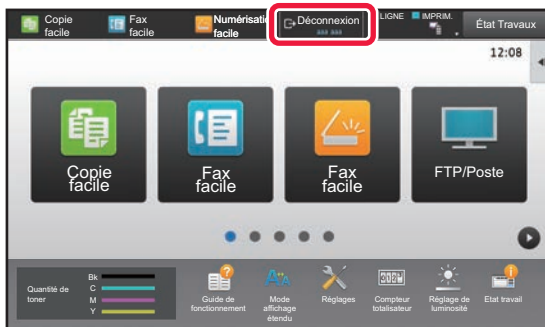 Copie
facile
Fax
facile
Numérisati
facile
Déconnexion
LIGNE
IMPRIM.
État Travaux
12:08
Copie
facile
Fax
facile
Fax
facile
FTP/Poste
Quantité de
toner
Bk
C
M
Y
Guide de
fonctionnement
Mode
affichage
étendu
Réglages
Compteur
totalisateur
Réglage de
luminosité
Etat travail